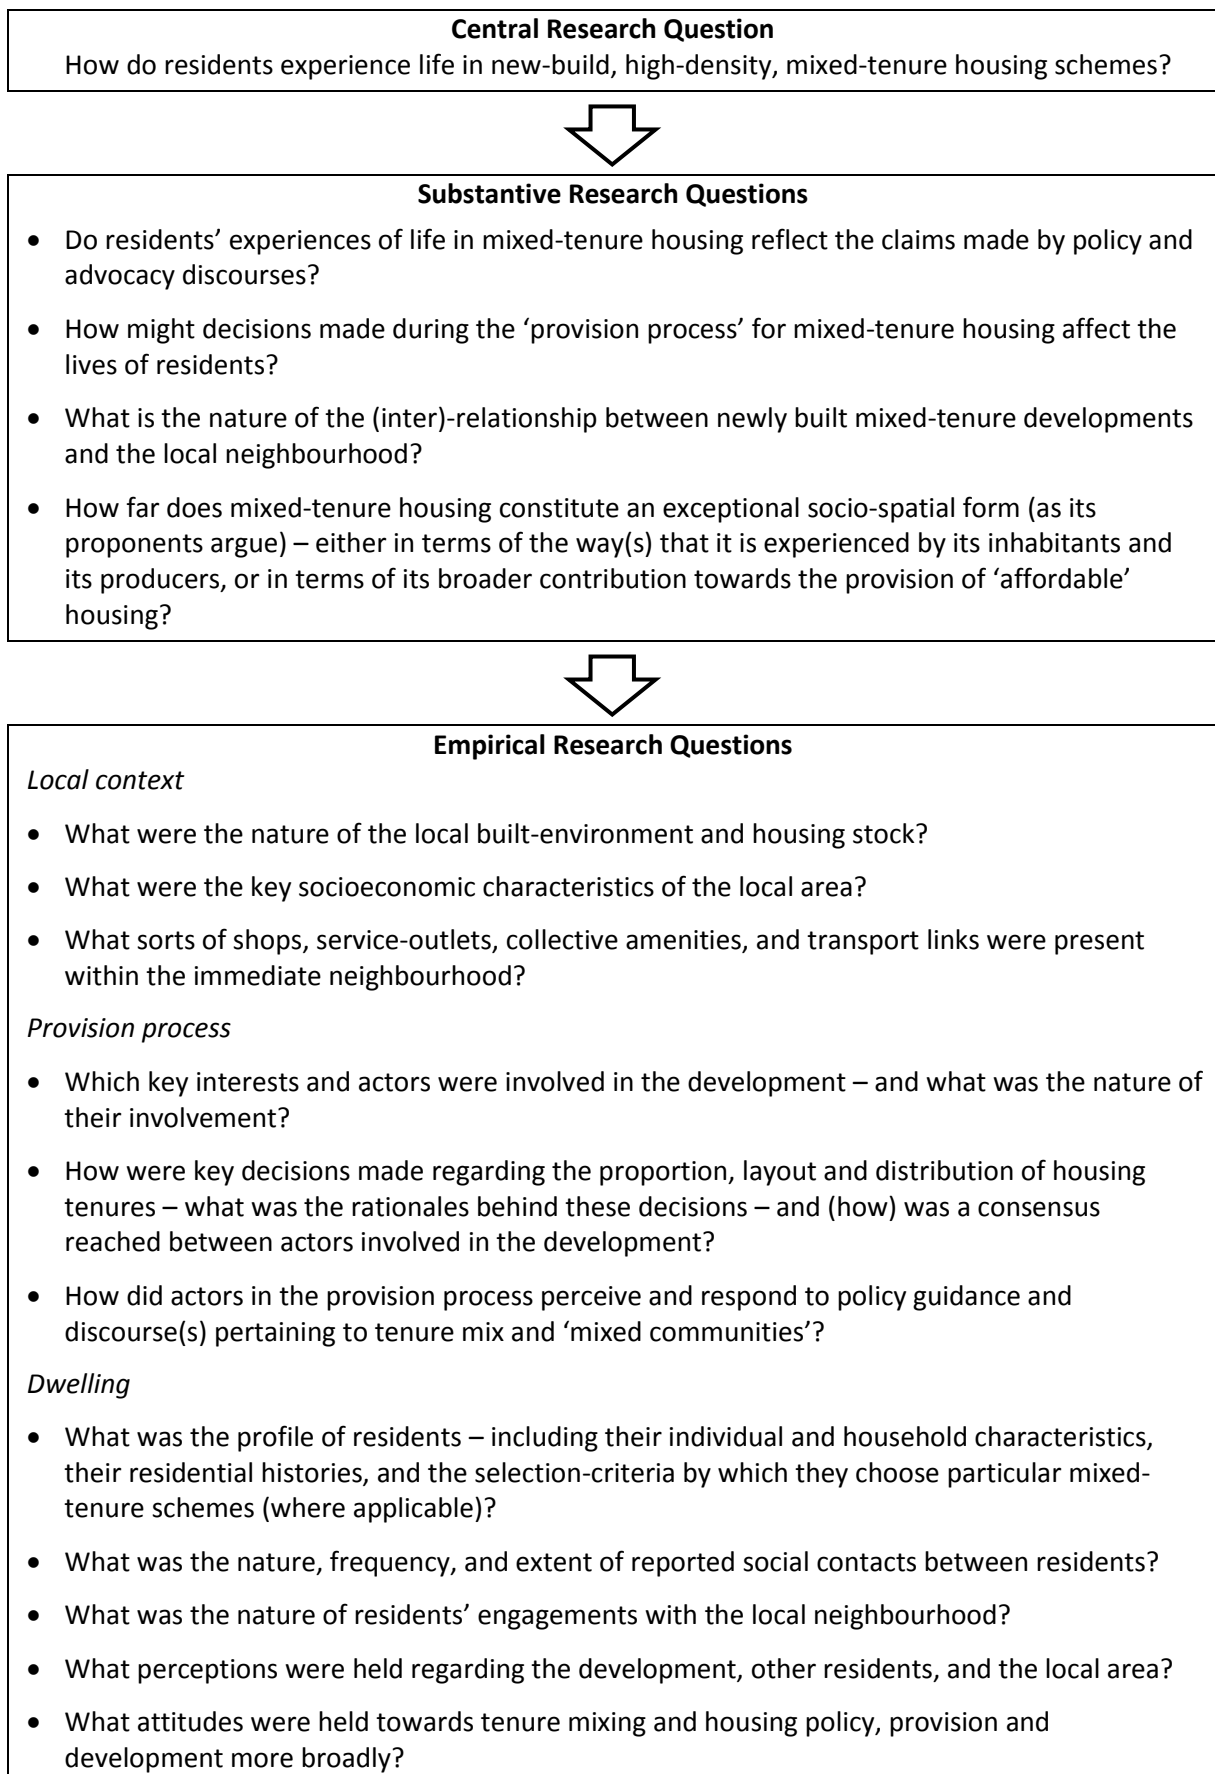 Central Research Question
How do residents experience life in new-build, high-density, mixed-tenure housing schemes?
Substantive Research Questions
• Do residents’ experiences of life in mixed-tenure housing reflect the claims made by policy and
advocacy discourses?
• How might decisions made during the ‘provision process’ for mixed-tenure housing affect the
lives of residents?
• What is the nature of the (inter)-relationship between newly built mixed-tenure developments
and the local neighbourhood?
• How far does mixed-tenure housing constitute an exceptional socio-spatial form (as its
proponents argue) – either in terms of the way(s) that it is experienced by its inhabitants and
its producers, or in terms of its broader contribution towards the provision of ‘affordable’
housing?
Empirical Research Questions
Local context
• What were the nature of the local built-environment and housing stock?
• What were the key socioeconomic characteristics of the local area?
• What sorts of shops, service-outlets, collective amenities, and transport links were present
within the immediate neighbourhood?
Provision process
• Which key interests and actors were involved in the development – and what was the nature of
their involvement?
• How were key decisions made regarding the proportion, layout and distribution of housing
tenures – what was the rationales behind these decisions – and (how) was a consensus
reached between actors involved in the development?
• How did actors in the provision process perceive and respond to policy guidance and
discourse(s) pertaining to tenure mix and ‘mixed communities’?
Dwelling
• What was the profile of residents – including their individual and household characteristics,
their residential histories, and the selection-criteria by which they choose particular mixed-
tenure schemes (where applicable)?
• What was the nature, frequency, and extent of reported social contacts between residents?
• What was the nature of residents’ engagements with the local neighbourhood?
• What perceptions were held regarding the development, other residents, and the local area?
• What attitudes were held towards tenure mixing and housing policy, provision and
development more broadly?